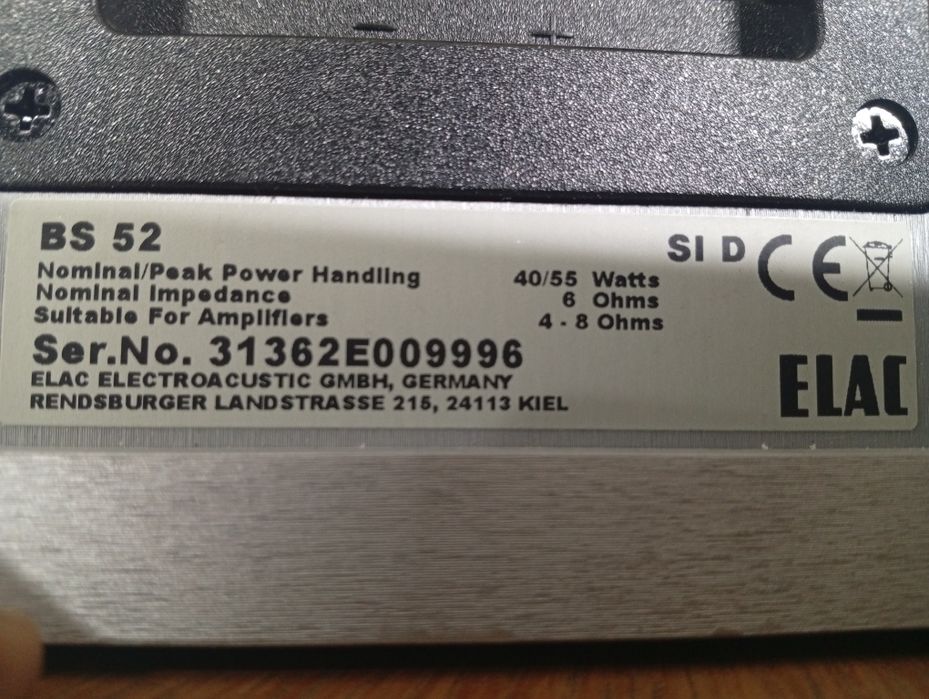 - +
BS 52 SI D CE
Nominal/Peak Power Handling 40/55 Watts
Nominal Impedance 6 Ohms
Suitable For Amplifiers 4 - 8 Ohms
Ser.No. 31362E009996
ELAC ELECTROACUSTIC GMBH, GERMANY
RENDSBURGER LANDSTRASSE 215, 24113 KIEL
ELAC